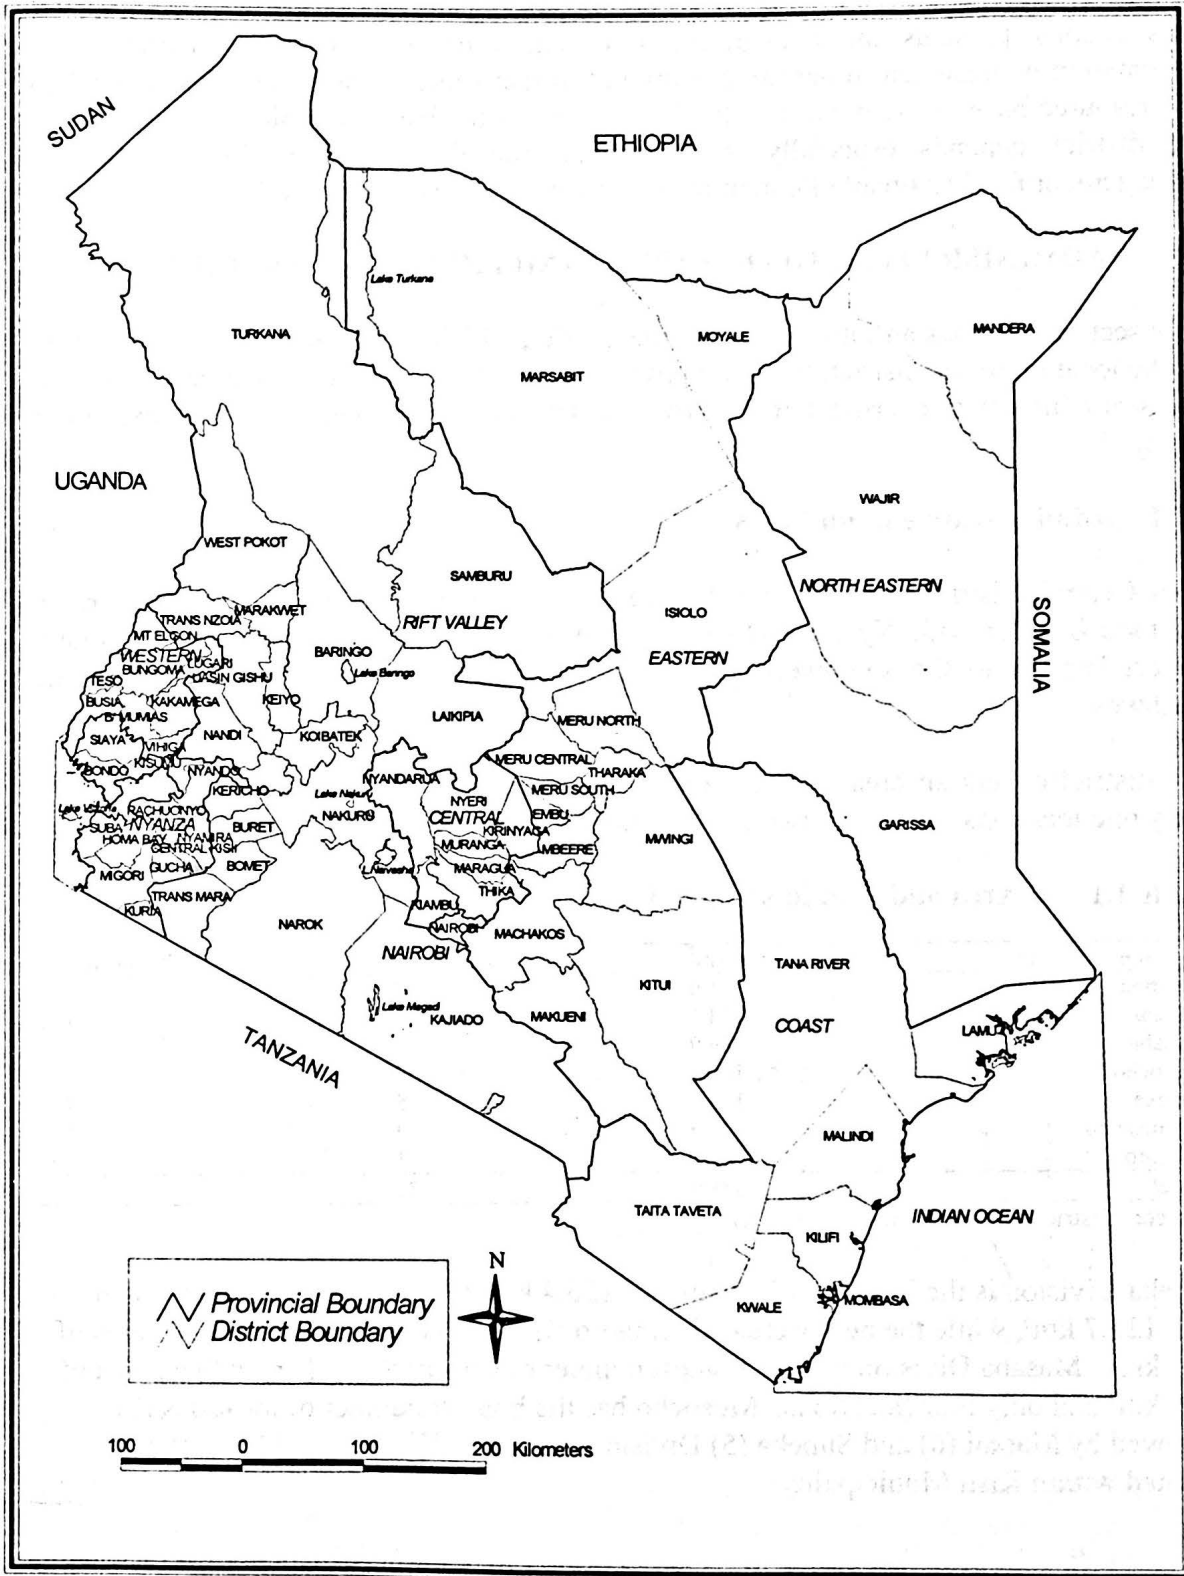 SUDAN
ETHIOPIA
Lake Turkana
TURKANA
MOYALE
MANDERA
MARSABIT
UGANDA
WAJIR
WEST POKOT
SAMBURU
NORTH EASTERN
SOMALIA
MARAKWET
TRANS NZOIA
RIFT VALLEY
ISIOLO
MT ELGON
WESTERN
LUGARI
BARINGO
EASTERN
BUNGOMA
Lake Baringo
TESO
UASIN GISHU
BUSIA
KAKAMEGA
KEIYO
LAIKIPIA
B. MUMIAS
MERU NORTH
SIAYA
NANDI
KOIBATEK
VIHIGA
KISUMU
MERU CENTRAL
BONDO
NYANDO
NYANDARUA
THARAKA
KERICHO
MERU SOUTH
Lake Nakuru
NYERI
Lake Victoria
RACHUONYO
NAKURU
EMBU
SUBA
NYANZA
BURET
CENTRAL
GARISSA
HOMA BAY
NYAMIRA
KIRINYAGA
MWINGI
CENTRAL KISII
MURANGA
MBEERE
GUCHA
BOMET
L. Naivasha
MARAGUA
MIGORI
THIKA
TRANS MARA
KIAMBU
KURIA
NAROK
NAIROBI
MACHAKOS
NAIROBI
TANA RIVER
KITUI
Lake Magadi
KAJIADO
MAKUENI
COAST
LAMU
TANZANIA
MALINDI
TAITA TAVETA
INDIAN OCEAN
KILIFI
N
Provincial Boundary
KWALE
MOMBASA
District Boundary
100 0 100 200 Kilometers